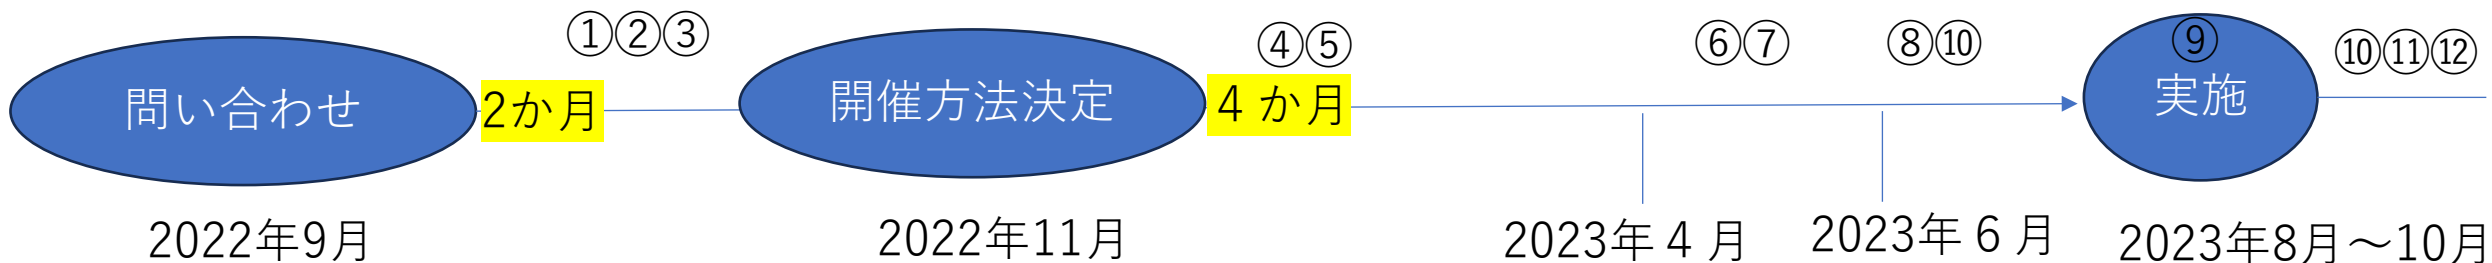 ①②③
④⑤
⑥⑦
⑧⑩
⑨
⑩⑪⑫
問い合わせ
2か月
開催方法決定
4か月
実施
2022年9月
2022年11月
2023年4月
2023年6月
2023年8月～10月